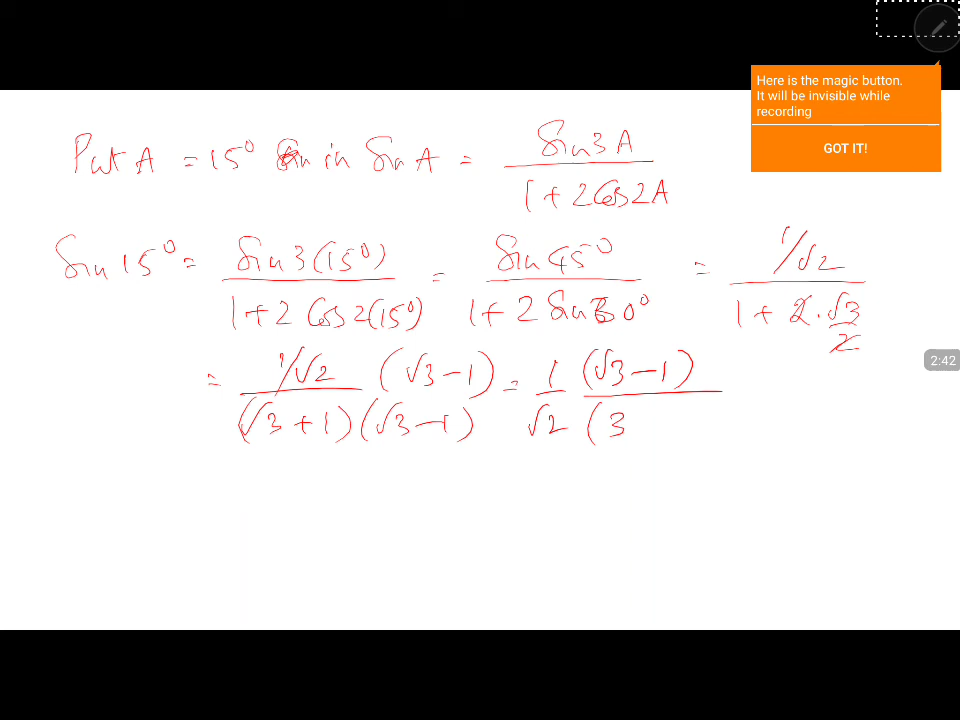 Here is the magic button.
It will be invisible while
recording
GOT IT!
Put A = 15° in Sin A = Sin 3A / 1 + 2 Cos 2A
Sin 15° = Sin 3(15°) / 1 + 2 Cos 2(15°) = Sin 45° / 1 + 2 Sin 30° = 1/√2 / 1 + 2 · √3/2
= 1/√2 (√3 − 1) / (√3 + 1)(√3 − 1) = 1/√2 (√3 − 1) / (3
2:42